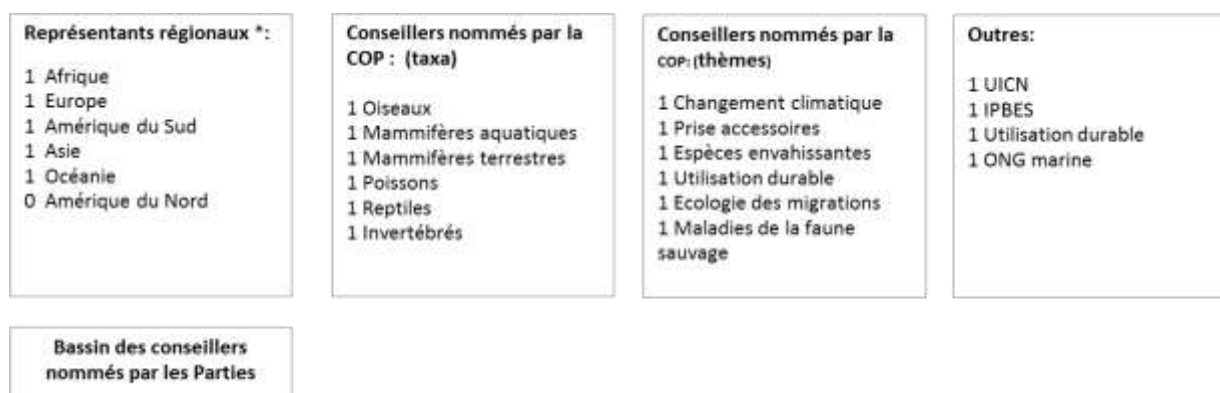 Représentants régionaux *:
1 Afrique
1 Europe
1 Amérique du Sud
1 Asie
1 Océanie
0 Amérique du Nord
Conseillers nommés par la
COP : (taxa)
1 Oiseaux
1 Mammifères aquatiques
1 Mammifères terrestres
1 Poissons
1 Reptiles
1 Invertébrés
Conseillers nommés par la
COP: (thèmes)
1 Changement climatique
1 Prise accessoires
1 Espèces envahissantes
1 Utilisation durable
1 Ecologie des migrations
1 Maladies de la faune
sauvage
Outres:
1 UICN
1 IPBES
1 Utilisation durable
1 ONG marine
Bassin des conseillers
nommés par les Parties